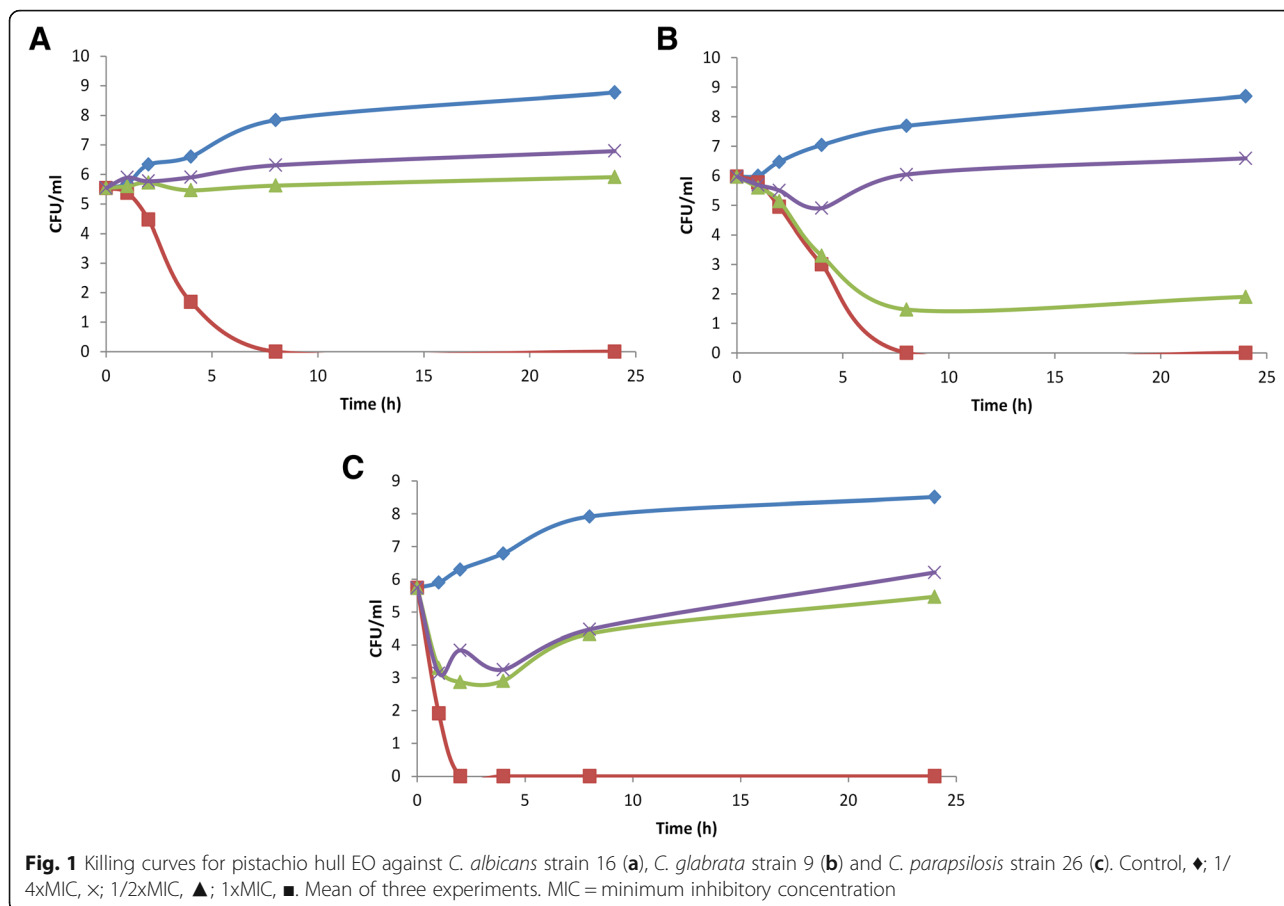 A
10
9
8
7
6
5
4
3
2
1
0
CFU/ml
0 5 10 15 20 25
Time (h)
B
10
9
8
7
6
5
4
3
2
1
0
CFU/ml
0 5 10 15 20 25
Time (h)
C
9
8
7
6
5
4
3
2
1
0
CFU/ml
0 5 10 15 20 25
Time (h)
Fig. 1 Killing curves for pistachio hull EO against C. albicans strain 16 (a), C. glabrata strain 9 (b) and C. parapsilosis strain 26 (c). Control, ♦; 1/
4xMIC, ×; 1/2xMIC, ▲; 1xMIC, ■. Mean of three experiments. MIC = minimum inhibitory concentration